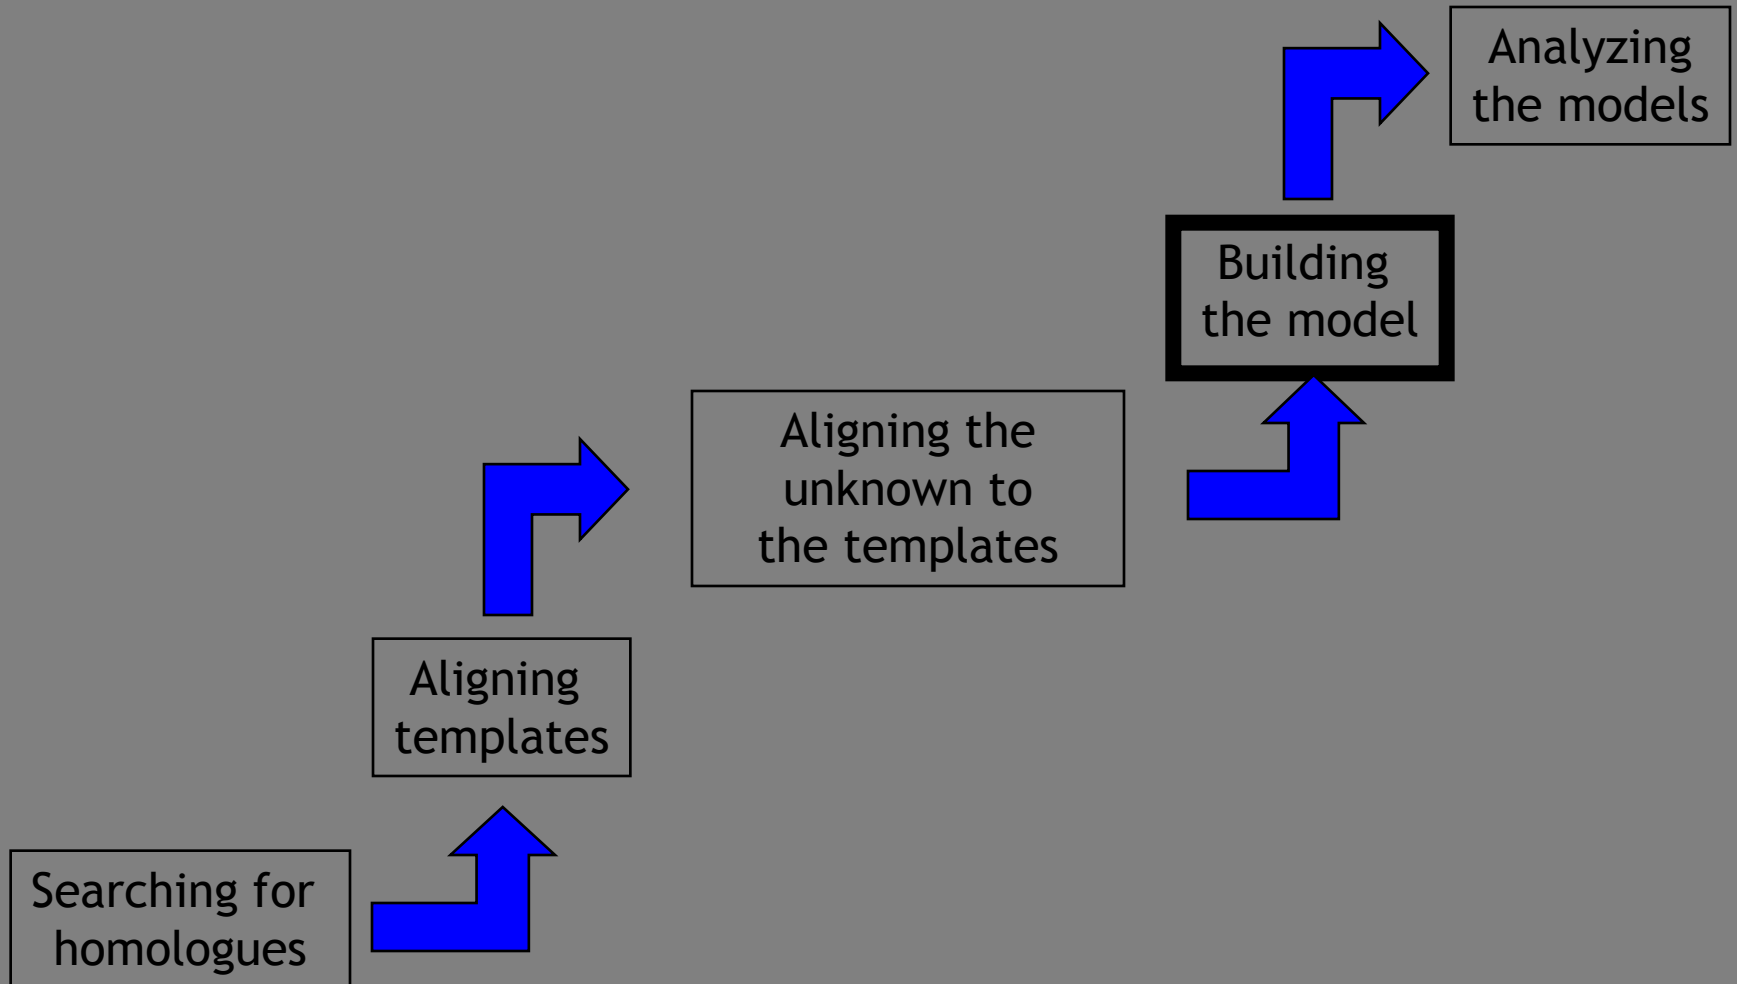 Analyzing
the models
Building
the model
Aligning the
unknown to
the templates
Aligning
templates
Searching for
homologues